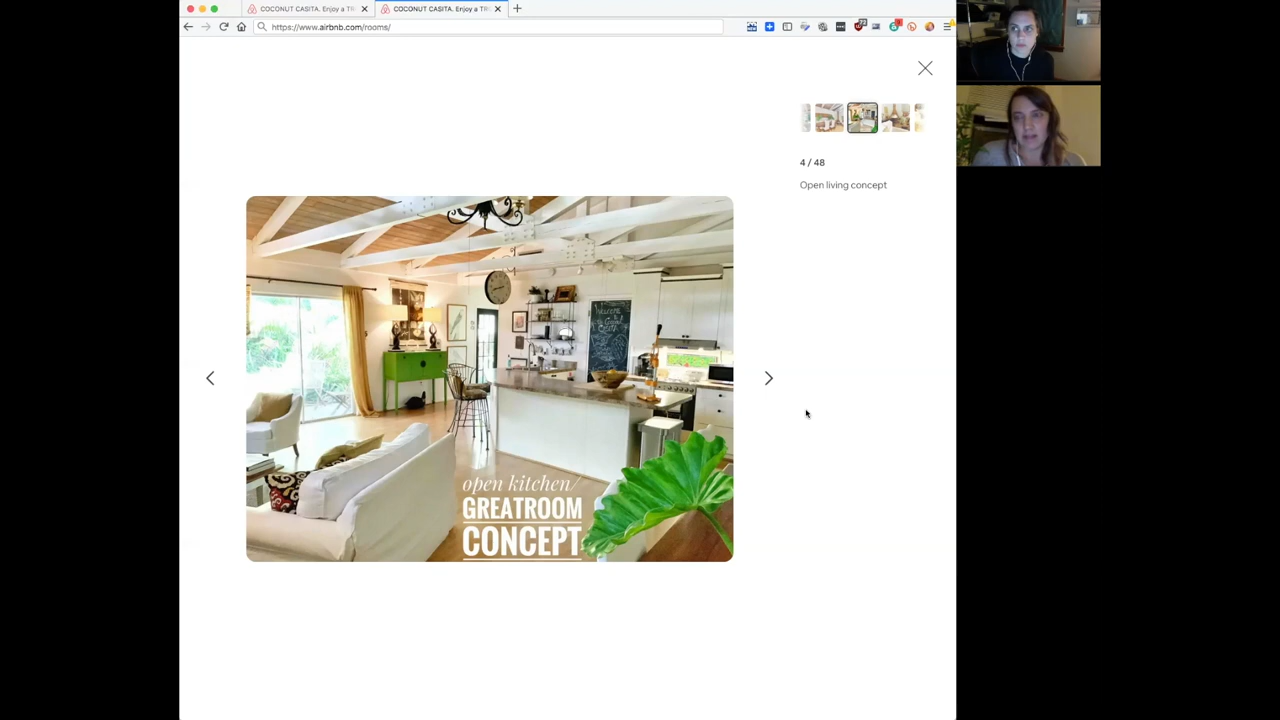 COCONUT CASITA. Enjoy a TR
COCONUT CASITA. Enjoy a TR
https://www.airbnb.com/rooms/
4 / 48
Open living concept
Welcome
open kitchen/
GREATROOM
CONCEPT